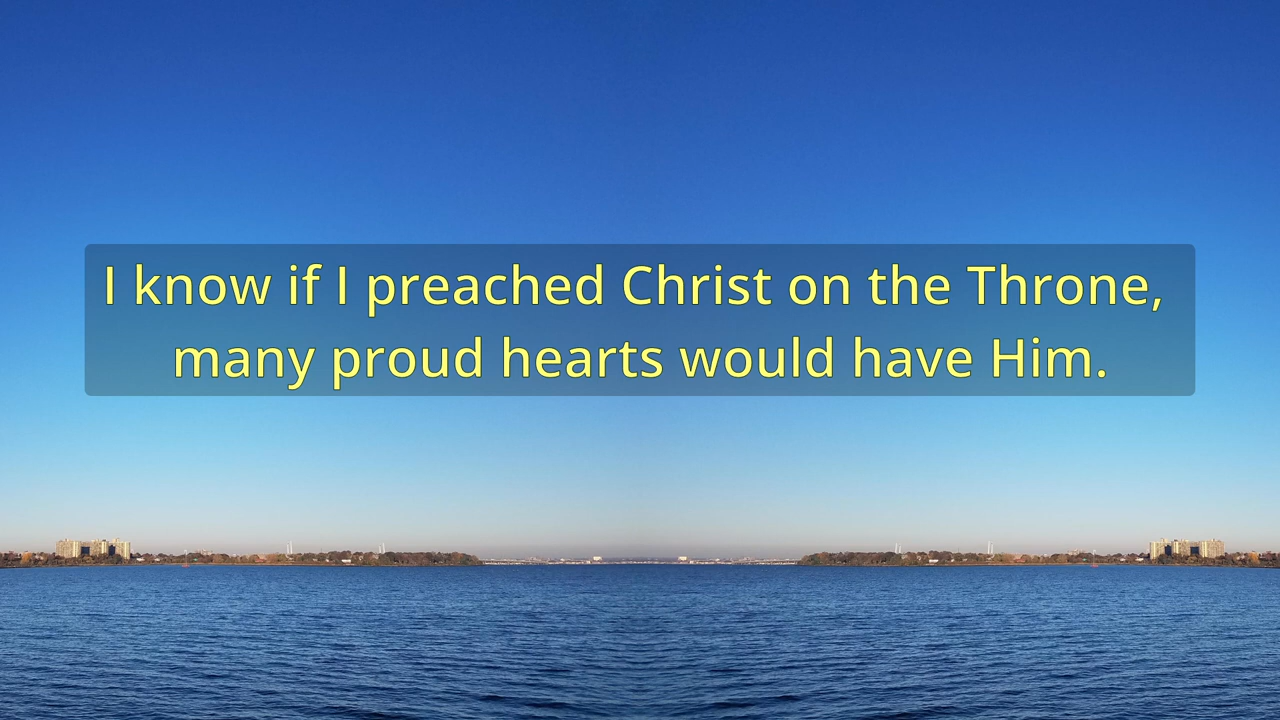 I know if I preached Christ on the Throne,
many proud hearts would have Him.